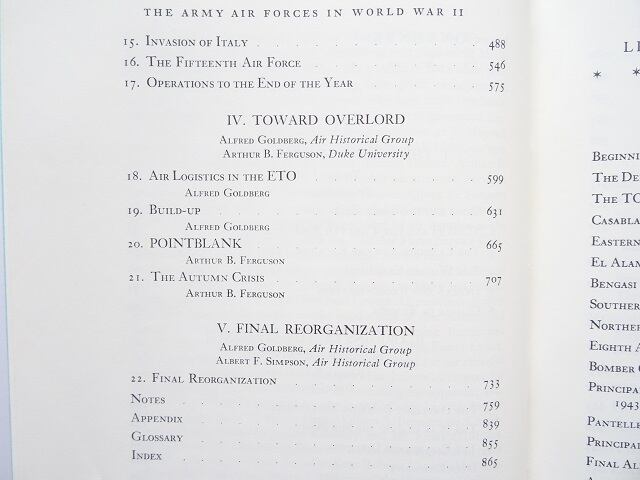 THE ARMY AIR FORCES IN WORLD WAR II
15. INVASION OF ITALY . . . . . . . . . 488
16. THE FIFTEENTH AIR FORCE . . . . . . . 546
17. OPERATIONS TO THE END OF THE YEAR . . . . . 575
IV. TOWARD OVERLORD
ALFRED GOLDBERG, Air Historical Group
ARTHUR B. FERGUSON, Duke University
18. AIR LOGISTICS IN THE ETO . . . . . . . 599
ALFRED GOLDBERG
19. BUILD-UP . . . . . . . . . . 631
ALFRED GOLDBERG
20. POINTBLANK . . . . . . . . . 665
ARTHUR B. FERGUSON
21. THE AUTUMN CRISIS . . . . . . . . 707
ARTHUR B. FERGUSON
V. FINAL REORGANIZATION
ALFRED GOLDBERG, Air Historical Group
ALBERT F. SIMPSON, Air Historical Group
22. FINAL REORGANIZATION . . . . . . . . 733
NOTES . . . . . . . . . . . 759
APPENDIX . . . . . . . . . . 839
GLOSSARY . . . . . . . . . . 855
INDEX . . . . . . . . . . . 865
* *
BEGINNI
THE DE
THE TO
CASABLA
EASTERN
EL ALAM
BENGASI
SOUTHER
NORTHER
EIGHTH A
BOMBER
PRINCIPA
1943
PANTELLE
PRINCIPA
FINAL AL